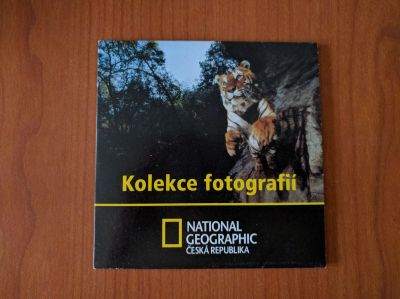 Kolekce fotografií
NATIONAL
GEOGRAPHIC
ČESKÁ REPUBLIKA